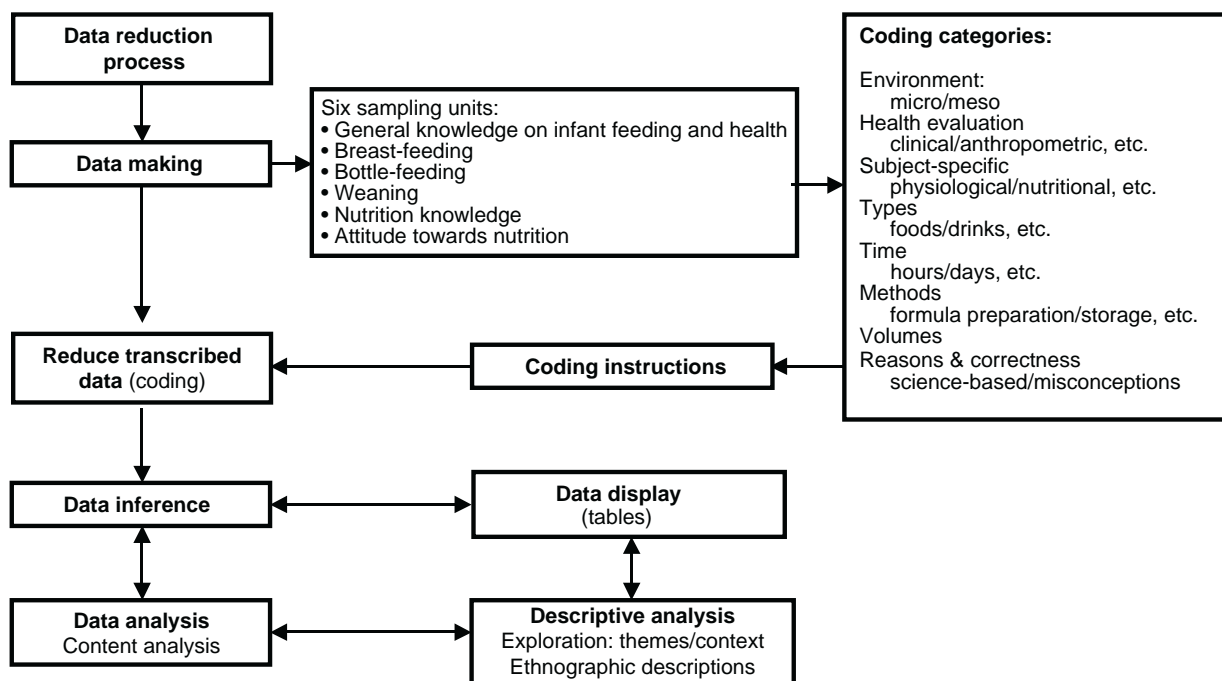 Data reduction
process
Data making
Six sampling units:
• General knowledge on infant feeding and health
• Breast-feeding
• Bottle-feeding
• Weaning
• Nutrition knowledge
• Attitude towards nutrition
Coding categories:
Environment:
micro/meso
Health evaluation
clinical/anthropometric, etc.
Subject-specific
physiological/nutritional, etc.
Types
foods/drinks, etc.
Time
hours/days, etc.
Methods
formula preparation/storage, etc.
Volumes
Reasons & correctness
science-based/misconceptions
Coding instructions
Reduce transcribed
data (coding)
Data inference
Data display
(tables)
Data analysis
Content analysis
Descriptive analysis
Exploration: themes/context
Ethnographic descriptions